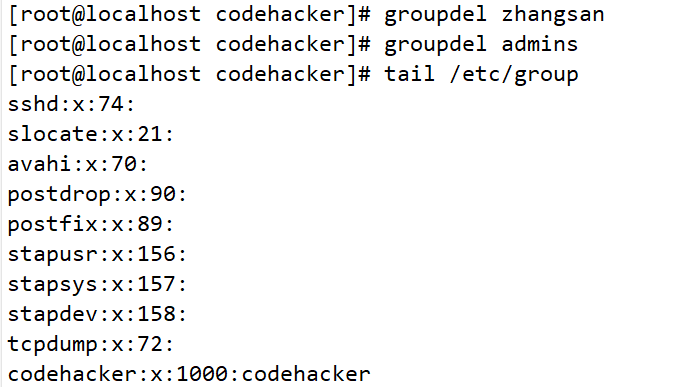 [root@localhost codehacker]# groupdel zhangsan
[root@localhost codehacker]# groupdel admins
[root@localhost codehacker]# tail /etc/group
sshd:x:74:
slocate:x:21:
avahi:x:70:
postdrop:x:90:
postfix:x:89:
stapusr:x:156:
stapsys:x:157:
stapdev:x:158:
tcpdump:x:72:
codehacker:x:1000:codehacker